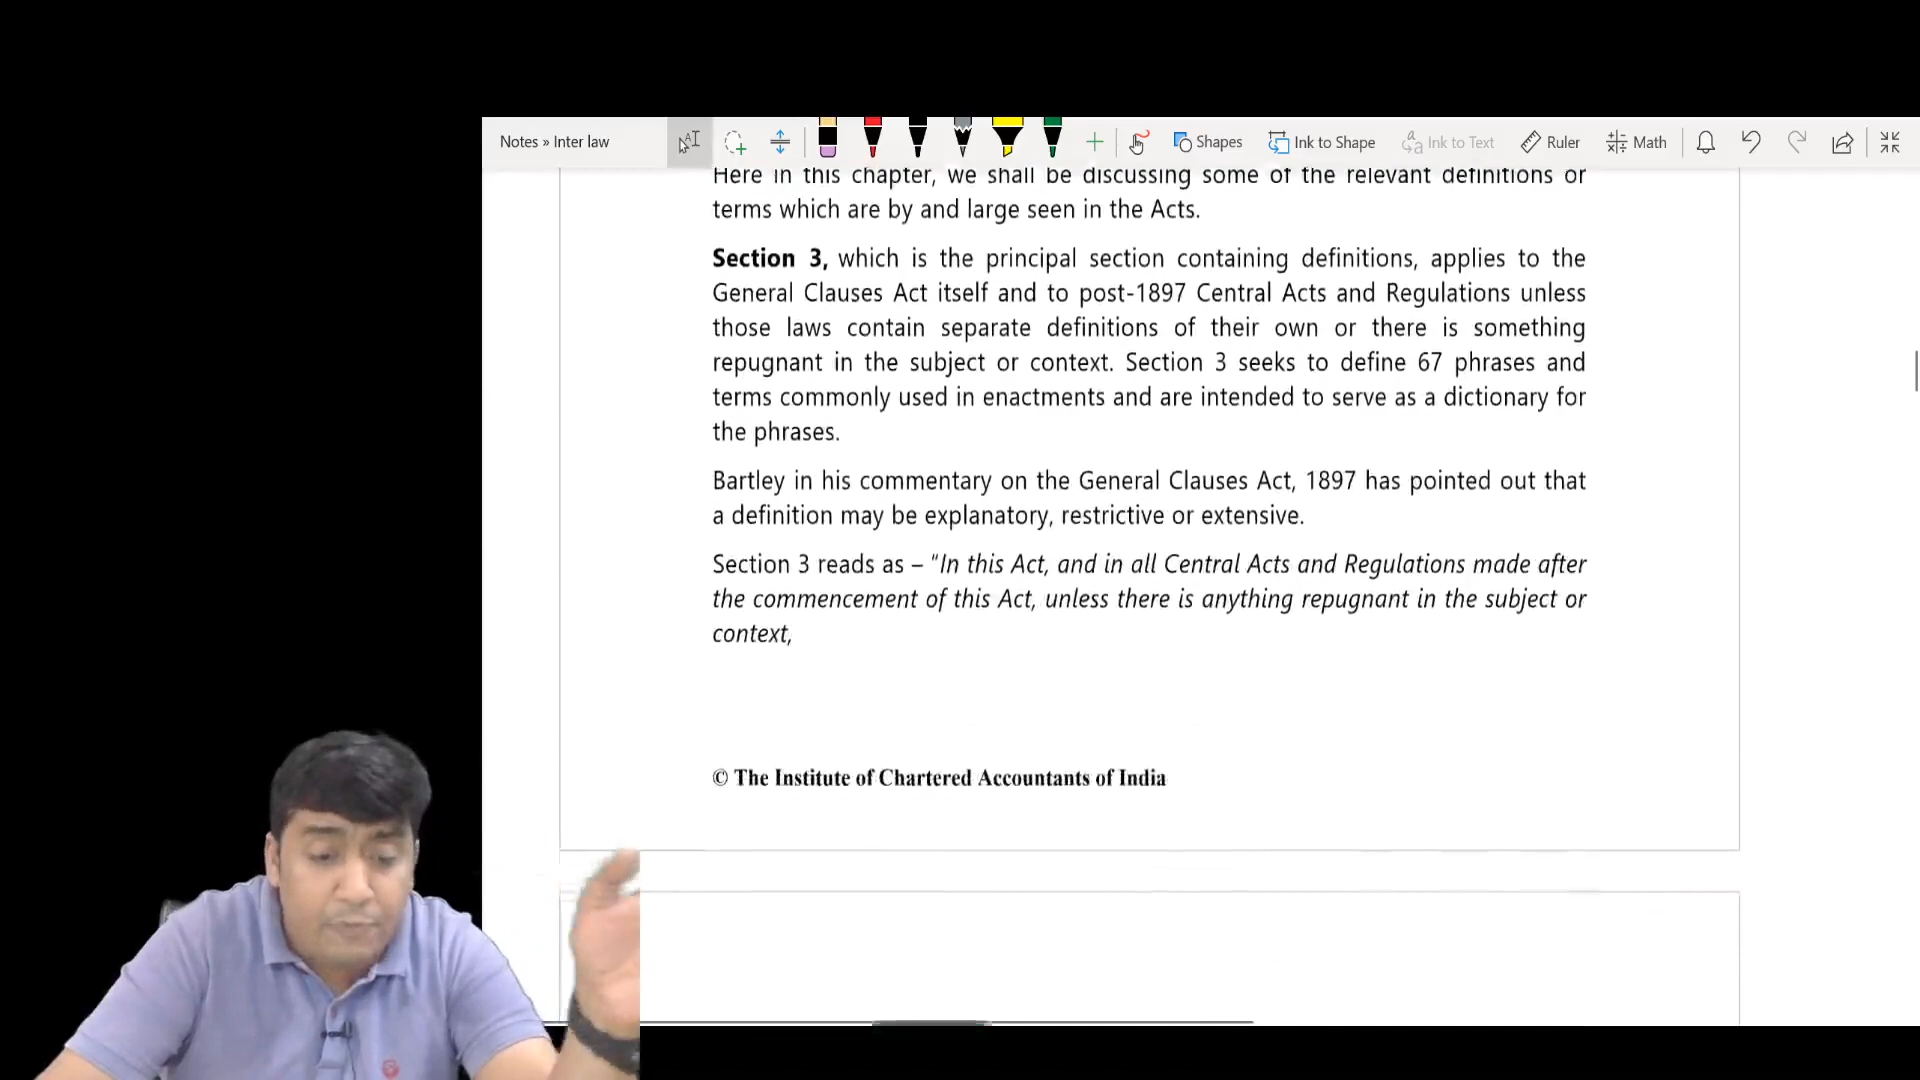 Notes » Inter law
Shapes
Ink to Shape
Ink to Text
Ruler
Math
Here in this chapter, we shall be discussing some of the relevant definitions or
terms which are by and large seen in the Acts.
Section 3, which is the principal section containing definitions, applies to the
General Clauses Act itself and to post-1897 Central Acts and Regulations unless
those laws contain separate definitions of their own or there is something
repugnant in the subject or context. Section 3 seeks to define 67 phrases and
terms commonly used in enactments and are intended to serve as a dictionary for
the phrases.
Bartley in his commentary on the General Clauses Act, 1897 has pointed out that
a definition may be explanatory, restrictive or extensive.
Section 3 reads as – "In this Act, and in all Central Acts and Regulations made after
the commencement of this Act, unless there is anything repugnant in the subject or
context,
© The Institute of Chartered Accountants of India